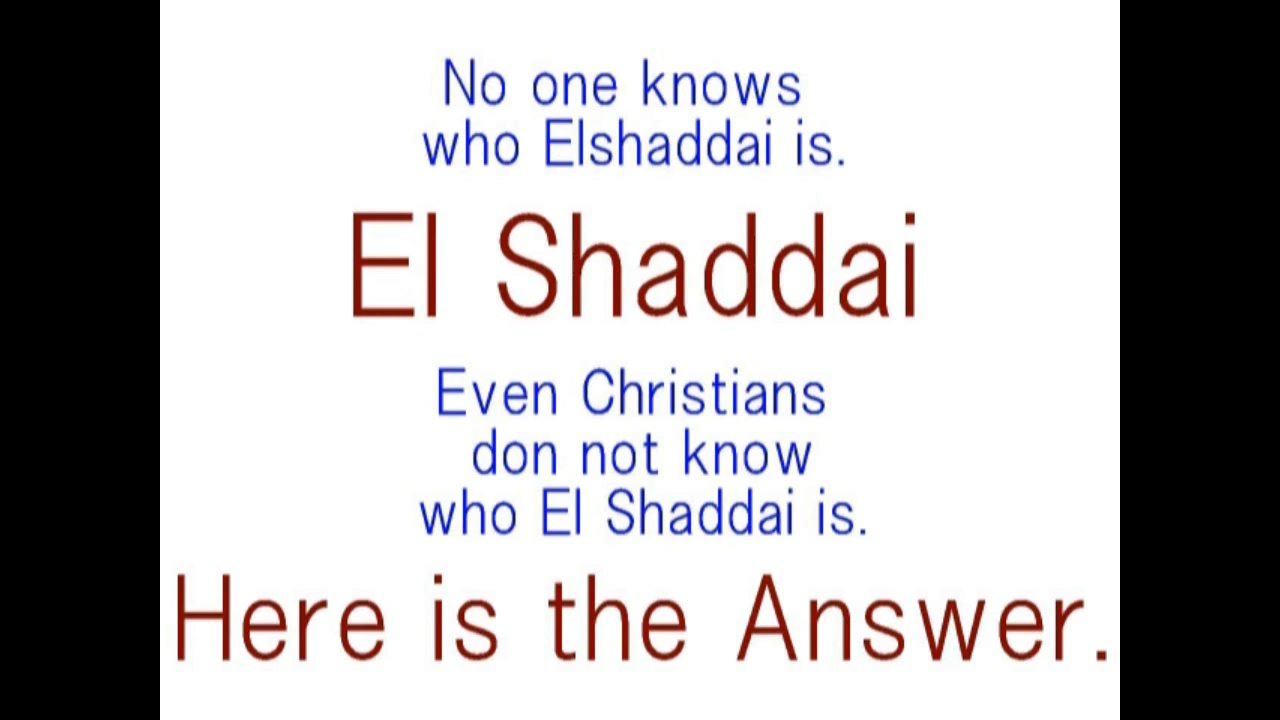 No one knows
who Elshaddai is.
El Shaddai
Even Christians
don not know
who El Shaddai is.
Here is the Answer.